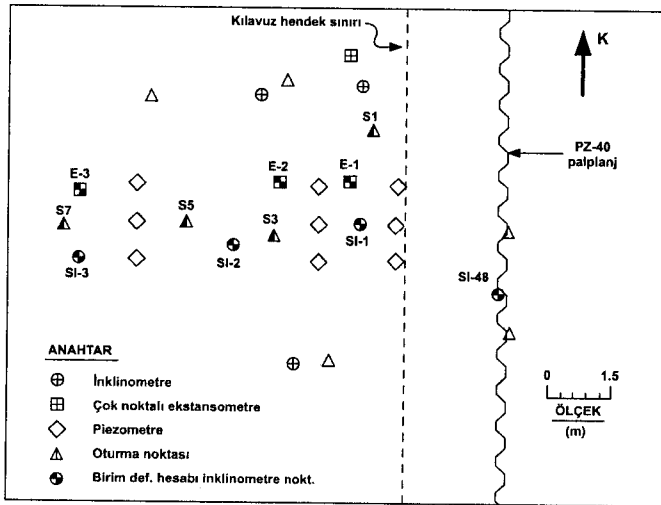 Kılavuz hendek sınırı
K
S1
PZ-40
palplanj
E-3
E-2
E-1
S7
S5
S3
SI-1
SI-3
SI-2
SI-48
ANAHTAR
İnklinometre
Çok noktalı ekstansometre
Piezometre
Oturma noktası
Birim def. hesabı inklinometre nokt.
0 1.5
ÖLÇEK
(m)